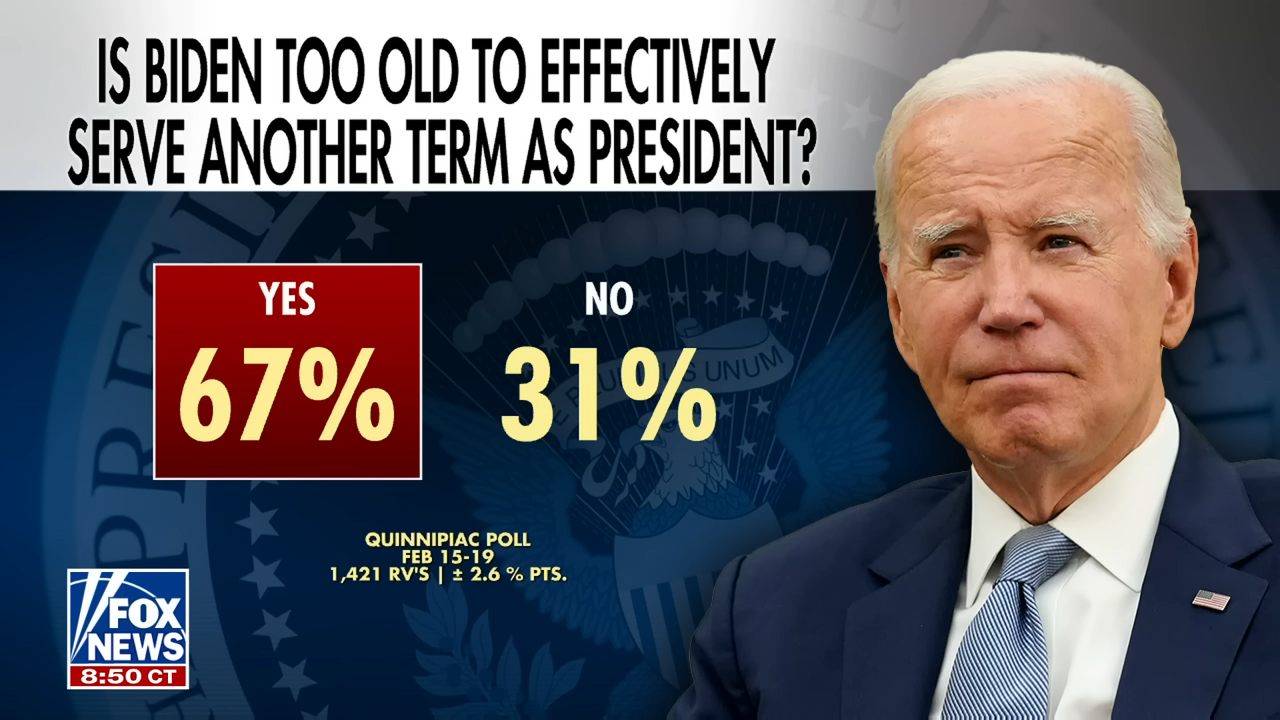 IS BIDEN TOO OLD TO EFFECTIVELY
SERVE ANOTHER TERM AS PRESIDENT?
YES
NO
67%
31%
UNUM
QUINNIPIAC POLL
FEB 15-19
1,421 RV'S | ± 2.6 % PTS.
FOX
NEWS
8:50 CT